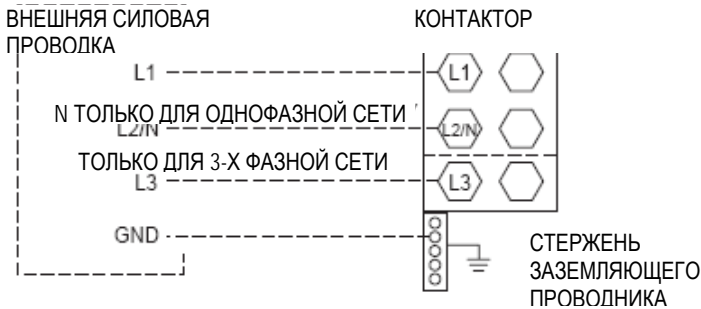 ВНЕШНЯЯ СИЛОВАЯ
ПРОВОДКА
КОНТАКТОР
L1
L1
N ТОЛЬКО ДЛЯ ОДНОФАЗНОЙ СЕТИ
L2/N
L2/N
ТОЛЬКО ДЛЯ 3-Х ФАЗНОЙ СЕТИ
L3
L3
GND
СТЕРЖЕНЬ
ЗАЗЕМЛЯЮЩЕГО
ПРОВОДНИКА